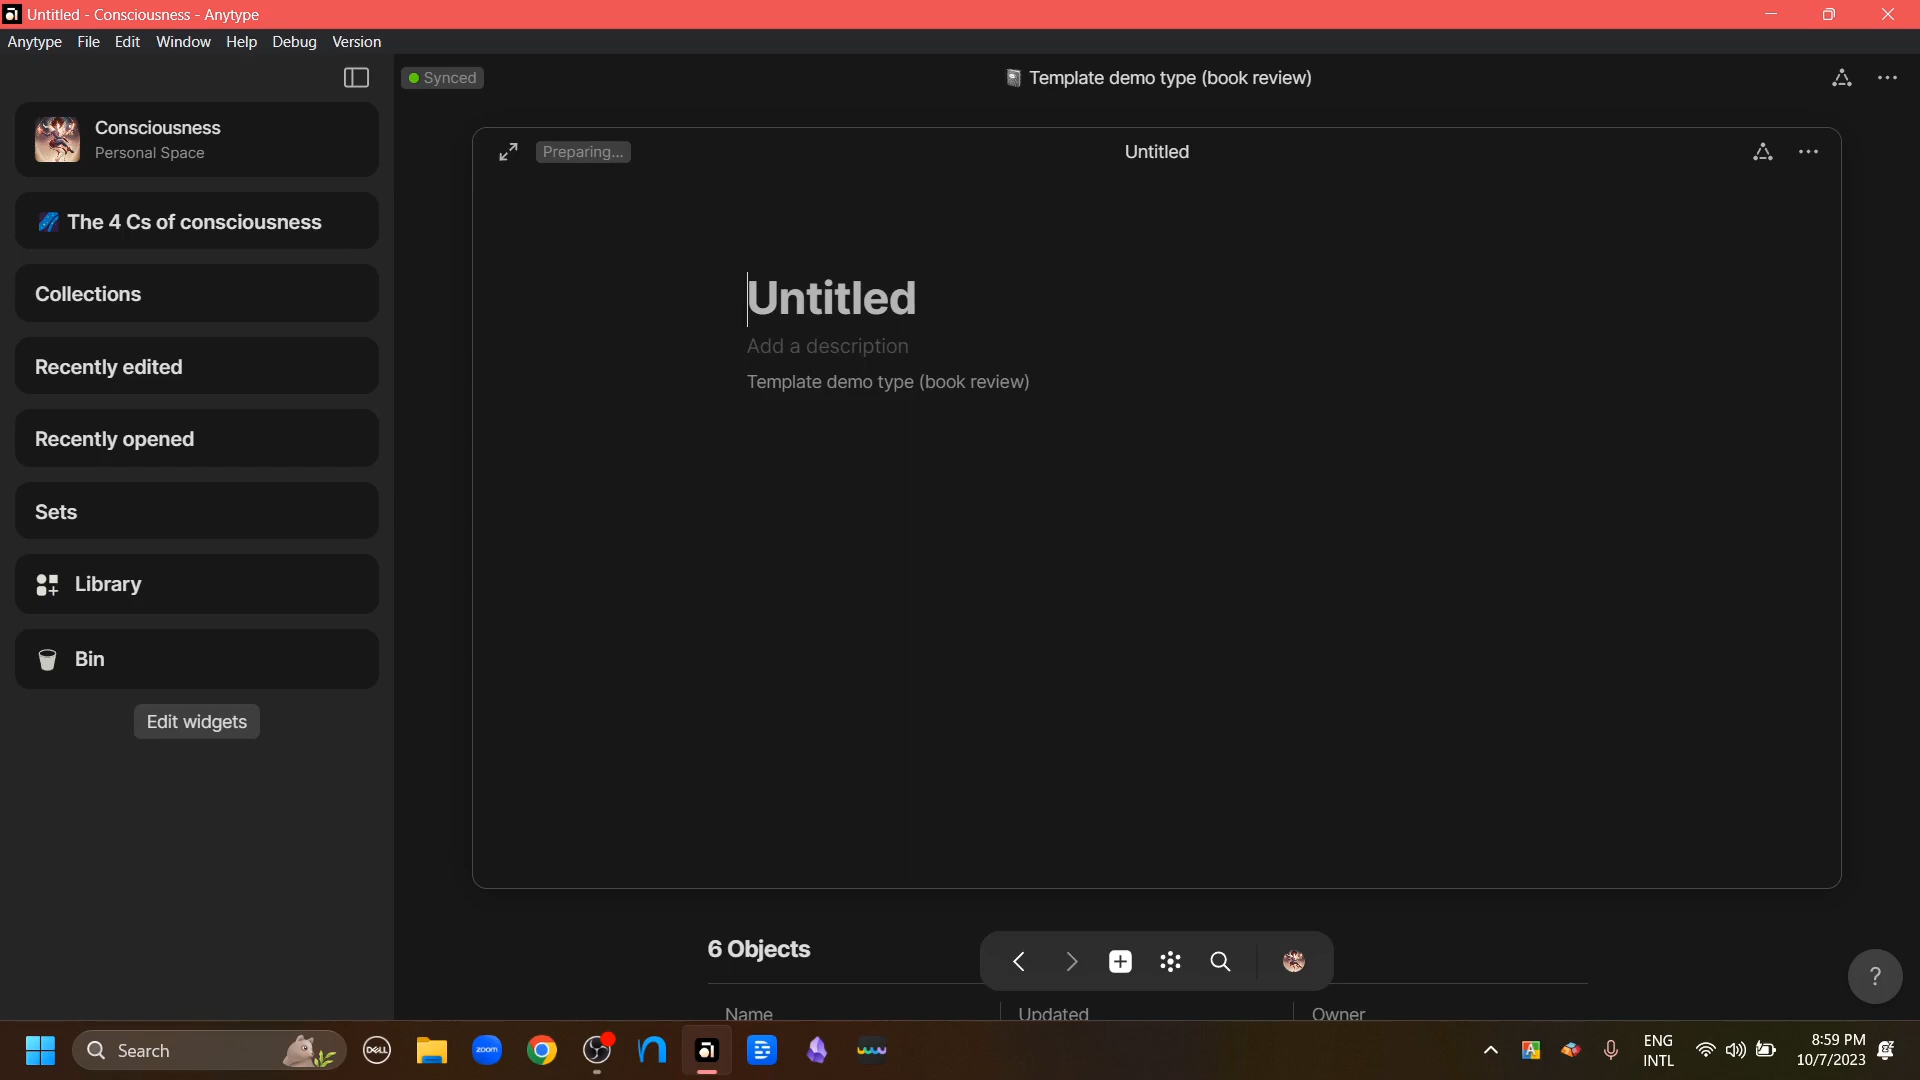 Untitled - Consciousness - Anytype
Anytype File Edit Window Help Debug Version
Synced
Template demo type (book review)
Consciousness
Personal Space
The 4 Cs of consciousness
Collections
Recently edited
Recently opened
Sets
Library
Bin
Edit widgets
Preparing...
Untitled
Untitled
Add a description
Template demo type (book review)
6 Objects
Name Updated Owner
?
Search
DELL
zoom
ENG
INTL
8:59 PM
10/7/2023